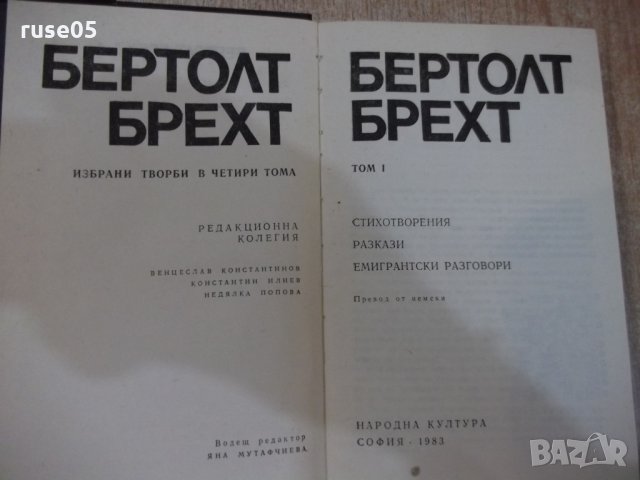 ruse05
БЕРТОЛТ
БРЕХТ
ИЗБРАНИ ТВОРБИ В ЧЕТИРИ ТОМА
РЕДАКЦИОННА
КОЛЕГИЯ
ВЕНЦЕСЛАВ КОНСТАНТИНОВ
КОНСТАНТИН ИЛИЕВ
НЕДЯЛКА ПОПОВА
Водещ редактор
ЯНА МУТАФЧИЕВА
БЕРТОЛТ
БРЕХТ
ТОМ I
СТИХОТВОРЕНИЯ
РАЗКАЗИ
ЕМИГРАНТСКИ РАЗГОВОРИ
Превод от немски
НАРОДНА КУЛТУРА
СОФИЯ · 1983
BAZAR